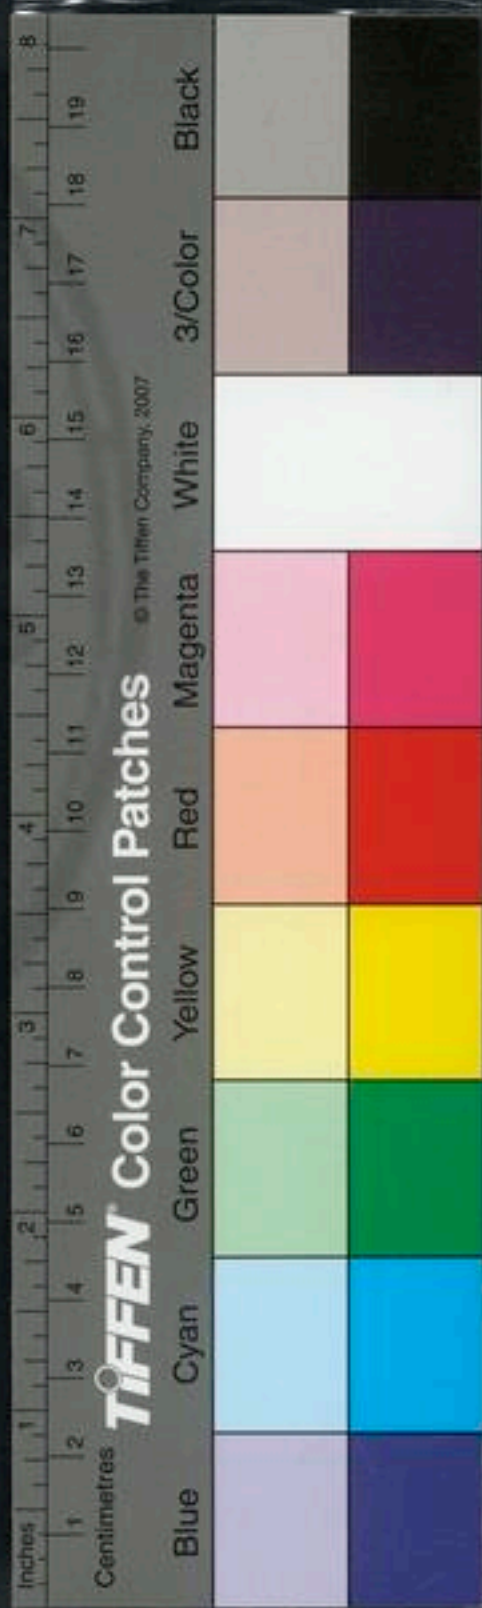 Inches 1 2 3 4 5 6 7 8
Centimetres 1 2 3 4 5 6 7 8 9 10 11 12 13 14 15 16 17 18 19
TIFFEN® Color Control Patches © The Tiffen Company, 2007
Blue Cyan Green Yellow Red Magenta White 3/Color Black